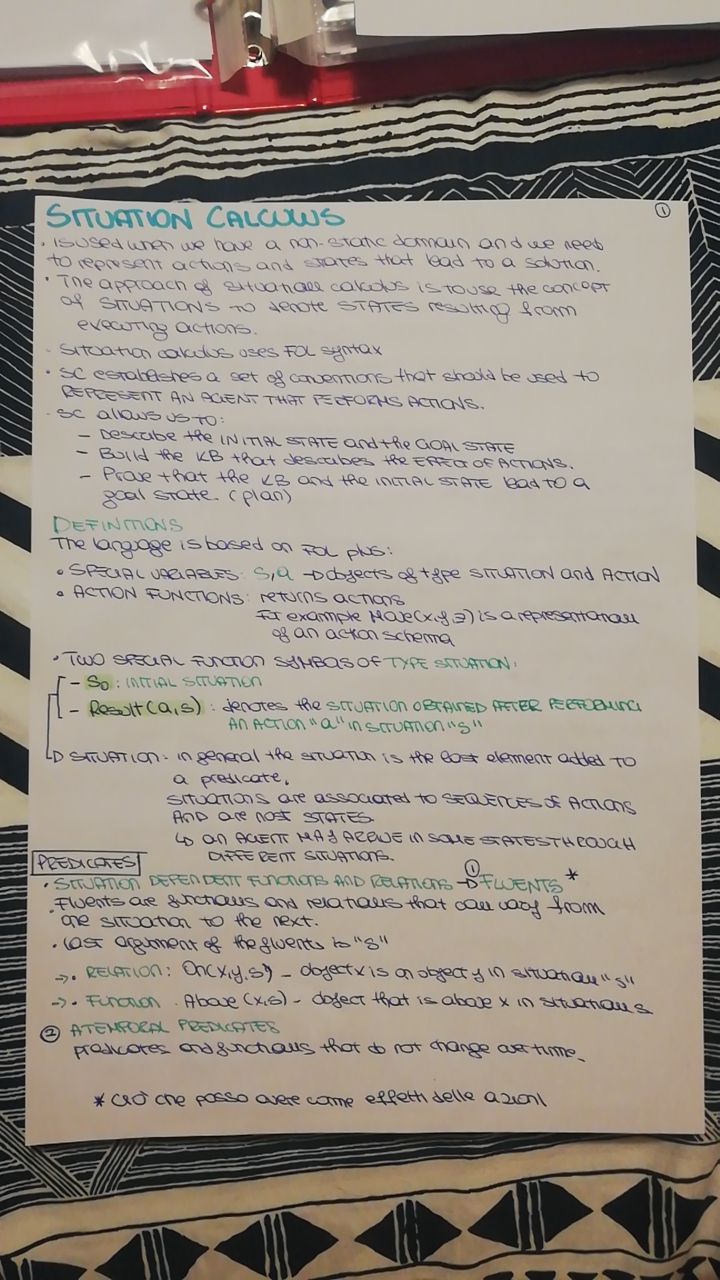 ①
SITUATION CALCULUS
• Is used when we have a non-static domain and we need
to represent actions and states that lead to a solution.
• The approach of situational calculus is to use the concept
of SITUATIONS to denote STATES resulting from
executing actions.
- Situation calculus uses FOL syntax
• SC establishes a set of conventions that should be used to
REPRESENT AN AGENT THAT PERFORMS ACTIONS.
- SC allows us to:
- Describe the INITIAL STATE and the GOAL STATE
- Build the KB that describes the EFFECT OF ACTIONS.
- Prove that the KB and the INITIAL STATE lead to a
goal state. (plan)
DEFINITIONS
The language is based on FOL plus:
• SPECIAL VARIABLES: S,a → objects of type SITUATION and ACTION
• ACTION FUNCTIONS: returns actions
For example Move(x,y,z) is a representation
of an action schema
• TWO SPECIAL FUNCTION SYMBOLS OF TYPE SITUATION:
- S0: INITIAL SITUATION
- Result(a,s): denotes the SITUATION OBTAINED AFTER PERFORMING
AN ACTION "a" IN SITUATION "S"
→ SITUATION: in general the situation is the last element added to
a predicate.
SITUATIONS are associated to SEQUENCES OF ACTIONS
AND are not STATES
↳ an AGENT MAY ARRIVE IN SOME STATES THROUGH
DIFFERENT SITUATIONS.
PREDICATES
①
• SITUATION DEPENDENT FUNCTIONS AND RELATIONS → FLUENTS *
Fluents are functions and relations that can vary from
one situation to the next.
• Last argument of the fluents is "s"
→. RELATION: On(x,y,s) - object x is on object y in situation "s"
→. FUNCTION. Above (x,s) - object that is above x in situation s
② ATEMPORAL PREDICATES
predicates and functions that do not change over time.
* ciò che posso avere come effetti delle azioni